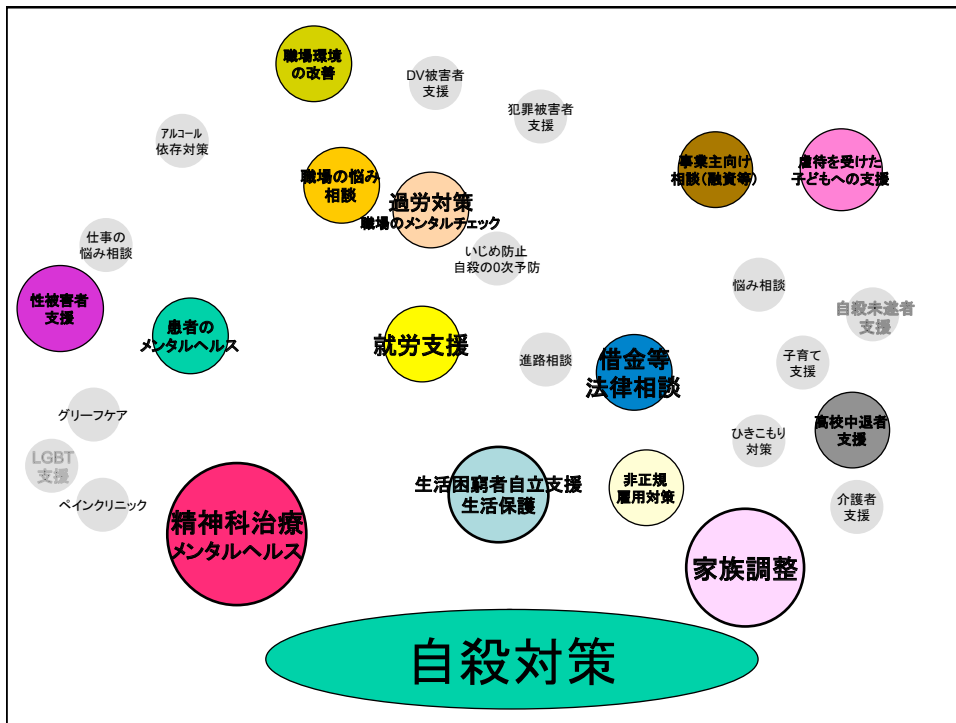 職場環境
の改善
DV被害者
支援
犯罪被害者
支援
アルコール
依存対策
職場の悩み
相談
過労対策
職場のメンタルチェック
事業主向け
相談(融資等)
虐待を受けた
子どもへの支援
仕事の
悩み相談
いじめ防止
自殺の0次予防
悩み相談
自殺未遂者
支援
性被害者
支援
患者の
メンタルヘルス
就労支援
進路相談
借金等
法律相談
子育て
支援
グリーフケア
ひきこもり
対策
高校中退者
支援
LGBT
支援
ペインクリニック
精神科治療
メンタルヘルス
生活困窮者自立支援
生活保護
非正規
雇用対策
介護者
支援
家族調整
自殺対策